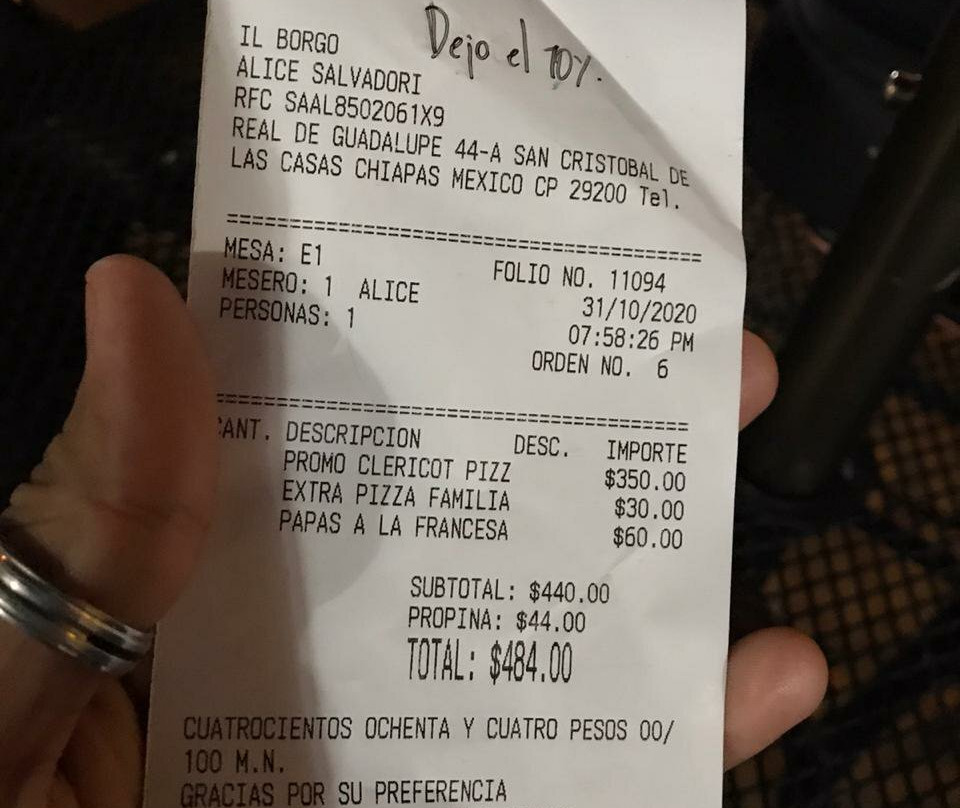 Dejo el 10%.
IL BORGO
ALICE SALVADORI
RFC SAAL8502061X9
REAL DE GUADALUPE 44-A SAN CRISTOBAL DE
LAS CASAS CHIAPAS MEXICO CP 29200 Tel.
=======================================
MESA: E1 FOLIO NO. 11094
MESERO: 1 ALICE 31/10/2020
PERSONAS: 1 07:58:26 PM
ORDEN NO. 6
=======================================
CANT. DESCRIPCION DESC. IMPORTE
PROMO CLERICOT PIZZ $350.00
EXTRA PIZZA FAMILIA $30.00
PAPAS A LA FRANCESA $60.00
SUBTOTAL: $440.00
PROPINA: $44.00
TOTAL: $484.00
CUATROCIENTOS OCHENTA Y CUATRO PESOS 00/
100 M.N.
GRACIAS POR SU PREFERENCIA